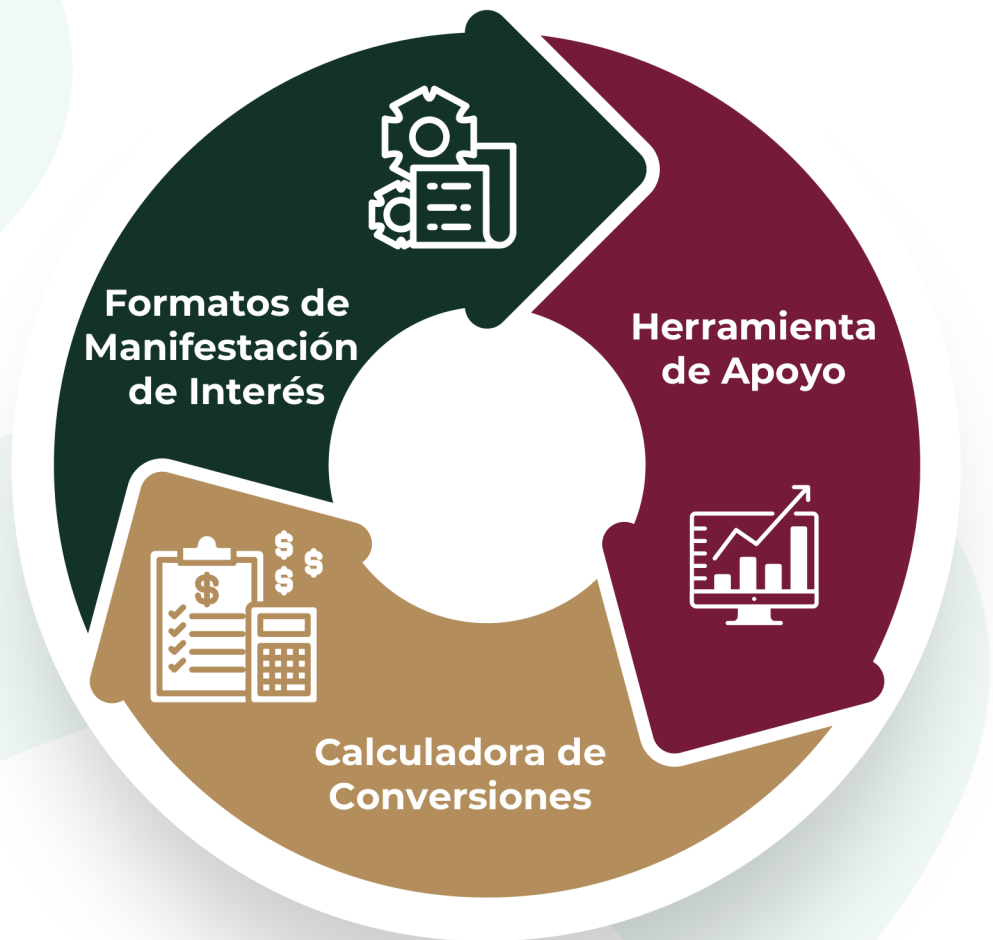 Formatos de
Manifestación
de Interés
Herramienta
de Apoyo
Calculadora de
Conversiones